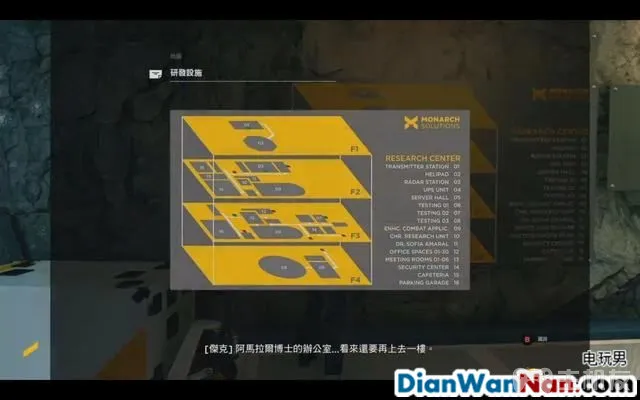 研發設施
MONARCH
SOLUTIONS
F1
F2
F3
F4
RESEARCH CENTER
TRANSMITTER STATION 01
HELIPAD 02
RADAR STATION 03
UPS UNIT 04
SERVER HALL 05
TESTING 01 06
TESTING 02 07
TESTING 03 08
ENHC. COMBAT APPLIC. 09
CHR. RESEARCH UNIT 10
DR. SOFIA AMARAL 11
OFFICE SPACES 01-30 12
MEETING ROOMS 01-06 13
SECURITY CENTER 14
CAFETERIA 15
PARKING GARAGE 16
[傑克] 阿馬拉爾博士的辦公室...看來還要再上去一樓。
B
电玩男
DianWanNan.com